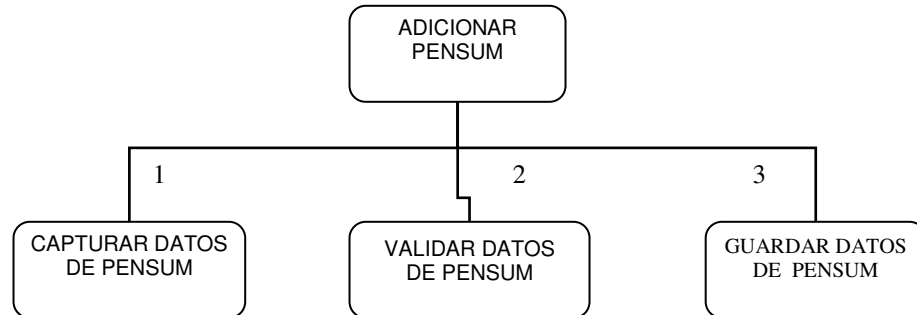 ADICIONAR
PENSUM
1
2
3
CAPTURAR DATOS
DE PENSUM
VALIDAR DATOS
DE PENSUM
GUARDAR DATOS
DE PENSUM